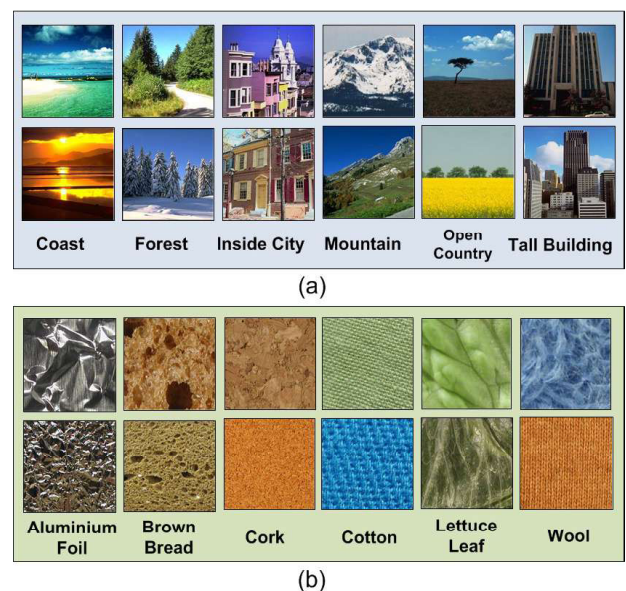 Coast
Forest
Inside City
Mountain
Open
Country
Tall Building
(a)
Aluminium
Foil
Brown
Bread
Cork
Cotton
Lettuce
Leaf
Wool
(b)